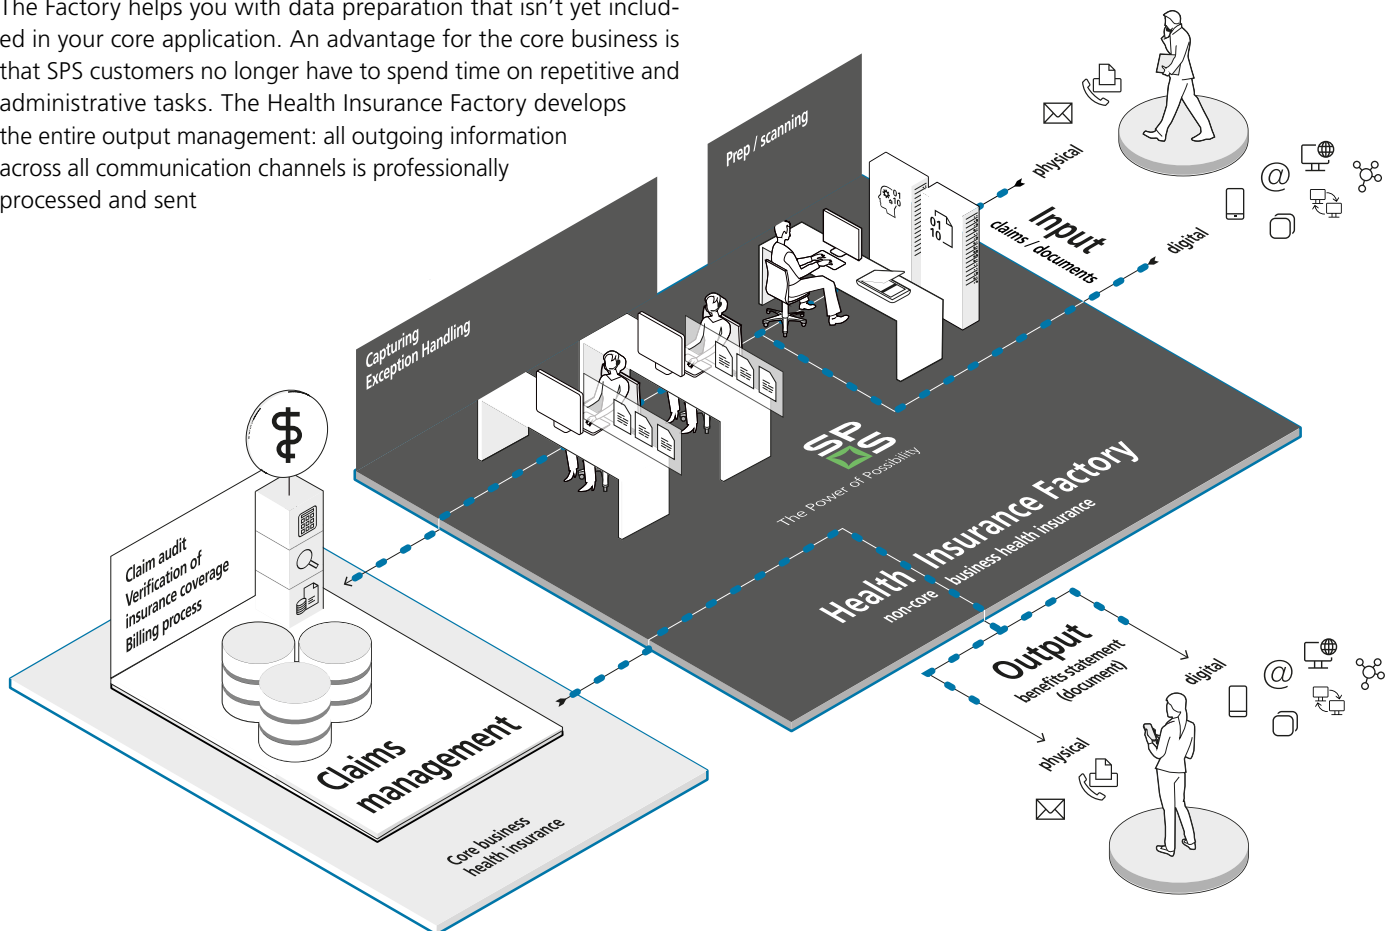 The Factory helps you with data preparation that isn't yet includ-
ed in your core application. An advantage for the core business is
that SPS customers no longer have to spend time on repetitive and
administrative tasks. The Health Insurance Factory develops
the entire output management: all outgoing information
across all communication channels is professionally
processed and sent
Prep / scanning
physical
Input
claims / documents
digital
@
01
10
01
10
Capturing
Exception Handling
SPS
The Power of Possibility
Health Insurance Factory
non-core business health insurance
Claim audit
Verification of
insurance coverage
Billing process
Claims
management
Core business
health insurance
Output
benefits statement
(document)
digital
physical
@